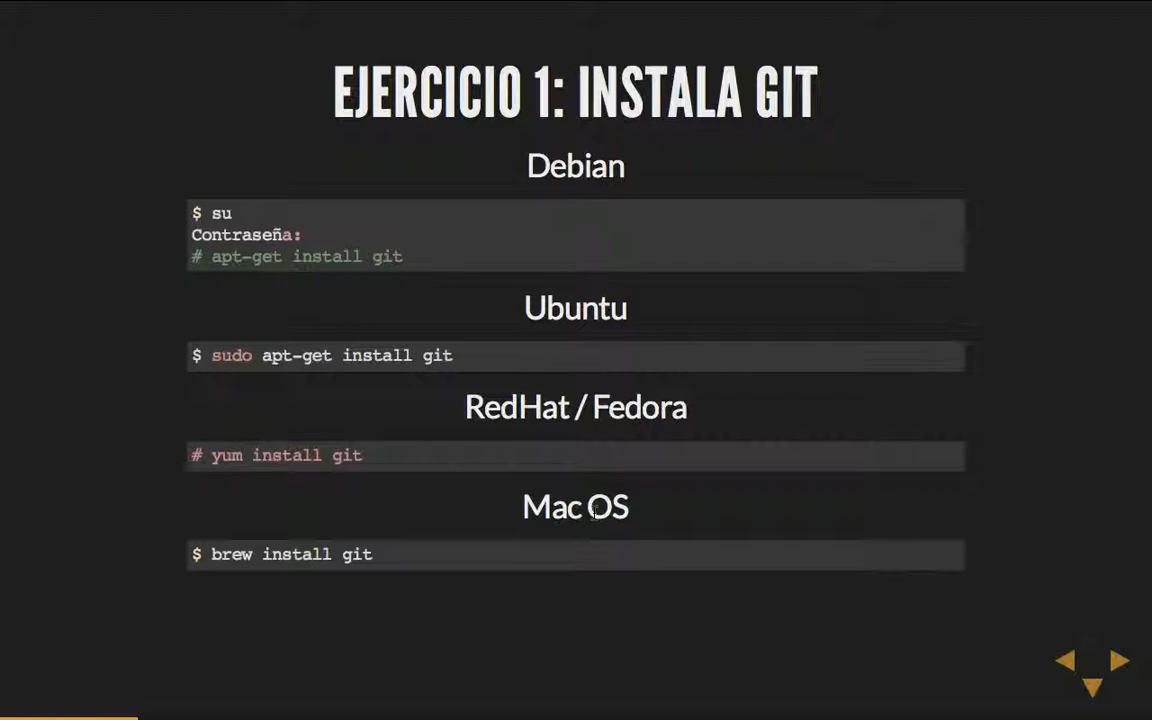 EJERCICIO 1: INSTALA GIT
Debian
$ su
Contraseña:
# apt-get install git
Ubuntu
$ sudo apt-get install git
RedHat / Fedora
# yum install git
Mac OS
$ brew install git